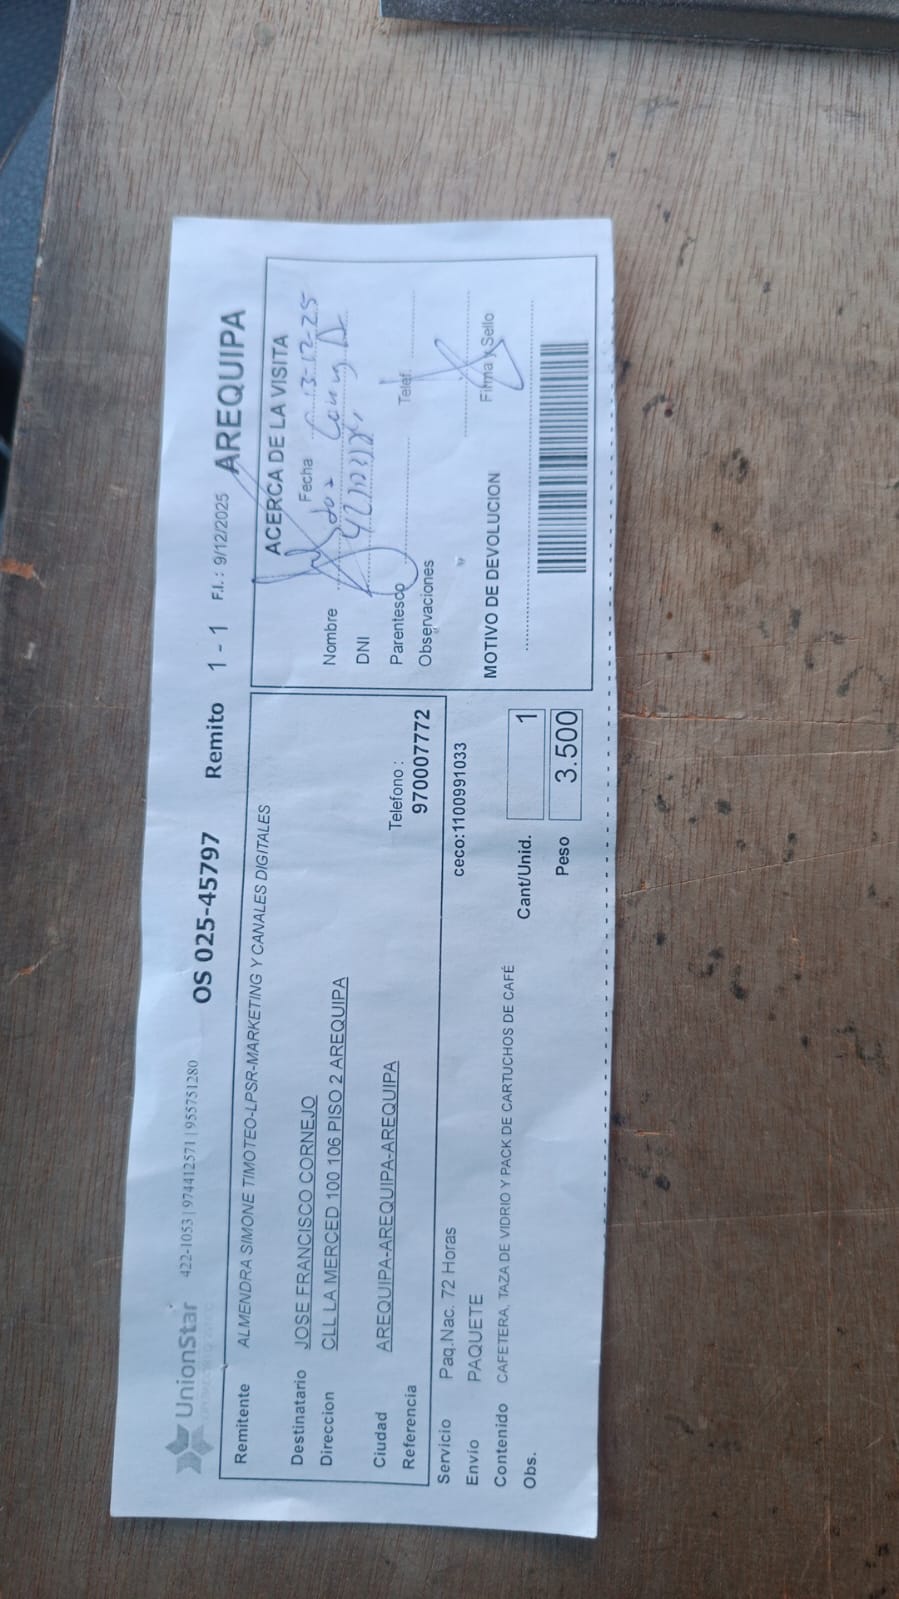 UnionStar 422-1053 | 974412571 | 955751280 OS 025-45797 Remito 1 - 1 F.I.: 9/12/2025 AREQUIPA
Remitente ALMENDRA SIMONE TIMOTEO-LPSR-MARKETING Y CANALES DIGITALES
Destinatario JOSE FRANCISCO CORNEJO
Direccion CLL LA MERCED 100 106 PISO 2 AREQUIPA
Ciudad AREQUIPA-AREQUIPA-AREQUIPA
Telefono :
Referencia 970007772
Servicio Paq.Nac. 72 Horas ceco:1100991033
Envío PAQUETE
Contenido CAFETERA, TAZA DE VIDRIO Y PACK DE CARTUCHOS DE CAFÉ
Cant/Unid. 1
Obs.
Peso 3.500
ACERCA DE LA VISITA
Fecha 13-12-25
Nombre
DNI
Parentesco Telef.
Observaciones
Firma y Sello
MOTIVO DE DEVOLUCION